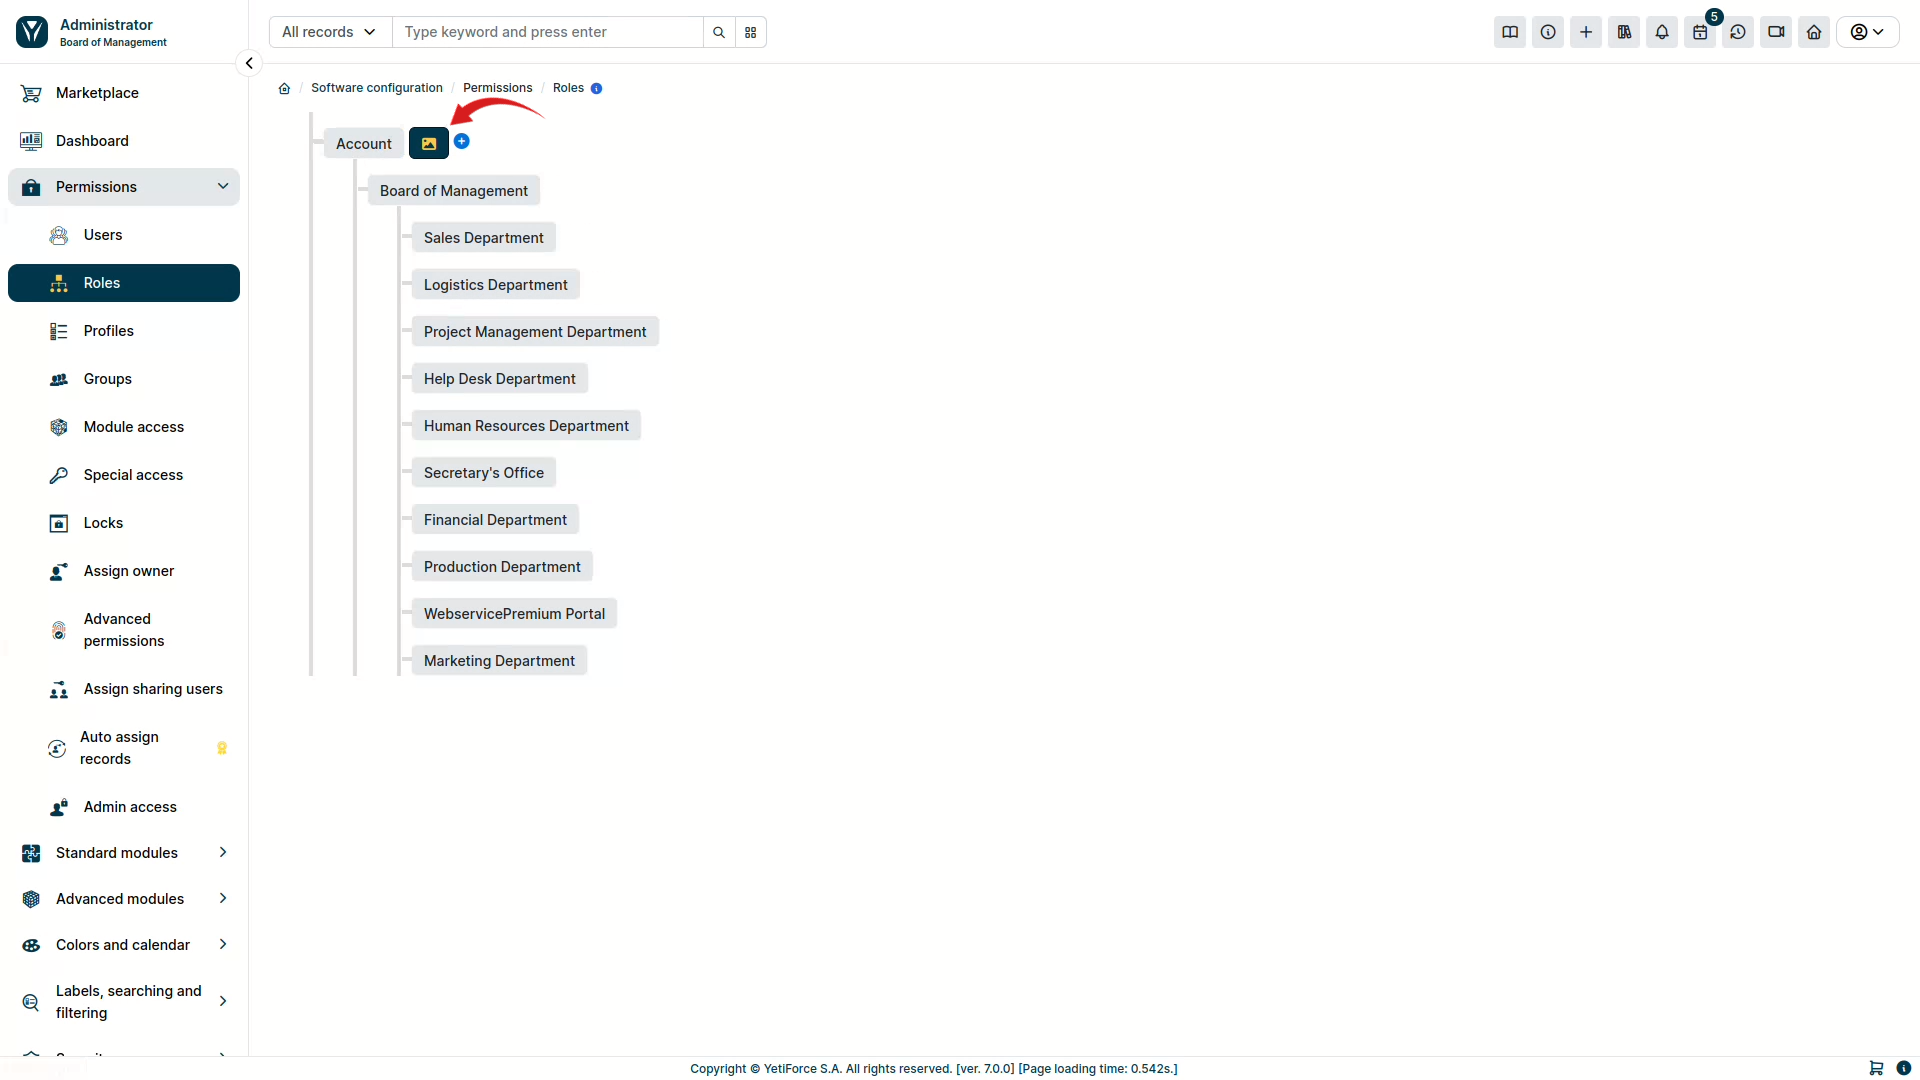 Administrator
Board of Management
All records
Type keyword and press enter
5
Marketplace
Dashboard
Permissions
Users
Roles
Profiles
Groups
Module access
Special access
Locks
Assign owner
Advanced
permissions
Assign sharing users
Auto assign
records
Admin access
Standard modules
Advanced modules
Colors and calendar
Labels, searching and
filtering
/ Software configuration / Permissions / Roles
Account
Board of Management
Sales Department
Logistics Department
Project Management Department
Help Desk Department
Human Resources Department
Secretary's Office
Financial Department
Production Department
WebservicePremium Portal
Marketing Department
Copyright © YetiForce S.A. All rights reserved. [ver. 7.0.0] [Page loading time: 0.542s.]